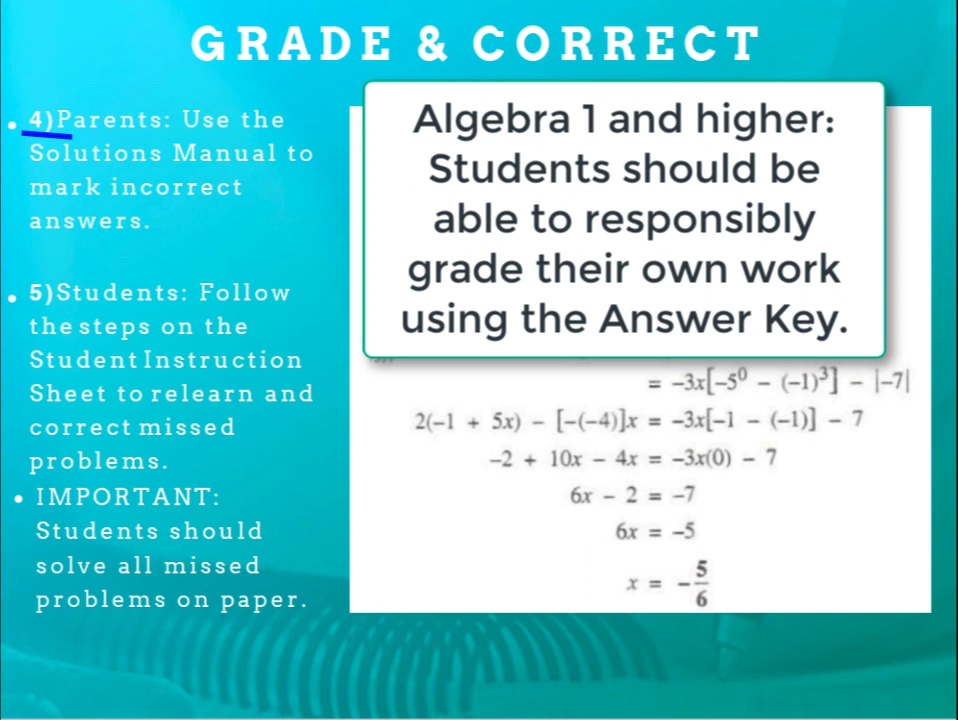 GRADE & CORRECT
• 4)Parents: Use the
Solutions Manual to
mark incorrect
answers.
• 5)Students: Follow
the steps on the
Student Instruction
Sheet to relearn and
correct missed
problems.
• IMPORTANT:
Students should
solve all missed
problems on paper.
Algebra 1 and higher:
Students should be
able to responsibly
grade their own work
using the Answer Key.
= –3x[–5⁰ – (–1)³] – |–7|
2(–1 + 5x) – [–(–4)]x = –3x[–1 – (–1)] – 7
–2 + 10x – 4x = –3x(0) – 7
6x – 2 = –7
6x = –5
x = –5/6